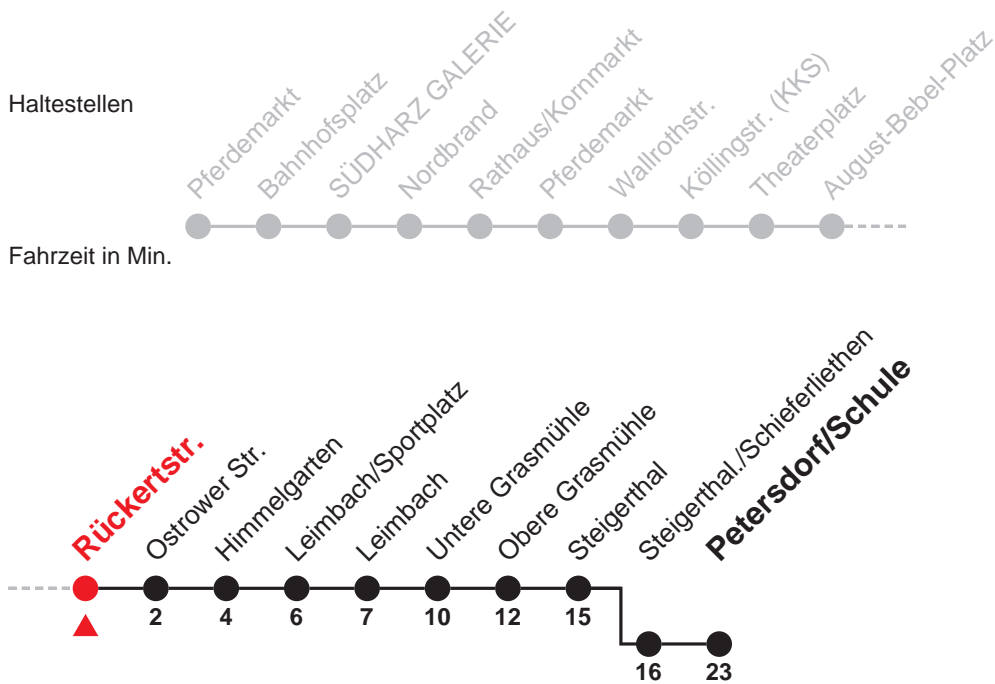 Haltestellen
Pferdemarkt
Bahnhofsplatz
SÜDHARZ GALERIE
Nordbrand
Rathaus/Kornmarkt
Pferdemarkt
Wallrothstr.
Köllingstr. (KKS)
Theaterplatz
August-Bebel-Platz
Fahrzeit in Min.
Rückertstr.
Ostrower Str.
Himmelgarten
Leimbach/Sportplatz
Leimbach
Untere Grasmühle
Obere Grasmühle
Steigerthal
Steigerthal./Schieferliethen
Petersdorf/Schule
2 4 6 7 10 12 15
16 23